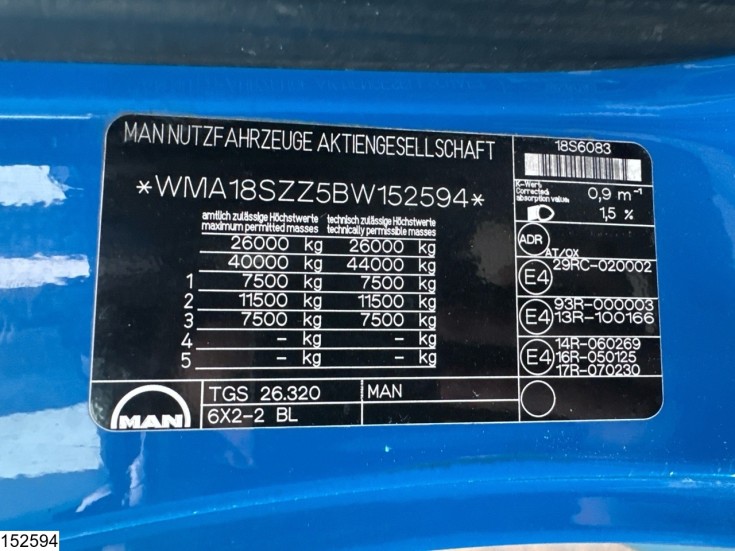 MAN NUTZFAHRZEUGE AKTIENGESELLSCHAFT
*WMA18SZZ5BW152594*
amtlich zulässige Höchstwerte technisch zulässige Höchstwerte
maximum permitted masses technically permissible masses
26000 kg 26000 kg
40000 kg 44000 kg
1 7500 kg 7500 kg
2 11500 kg 11500 kg
3 7500 kg 7500 kg
4 - kg - kg
5 - kg - kg
MAN
TGS 26.320
6X2-2 BL
MAN
18S6083
K-Wert
Corrected
absorption value: 0,9 m⁻¹
1,5 %
ADR
AT/OX
E4 29RC-020002
E4 93R-000003
13R-100166
E4 14R-060269
16R-050125
17R-070230
152594